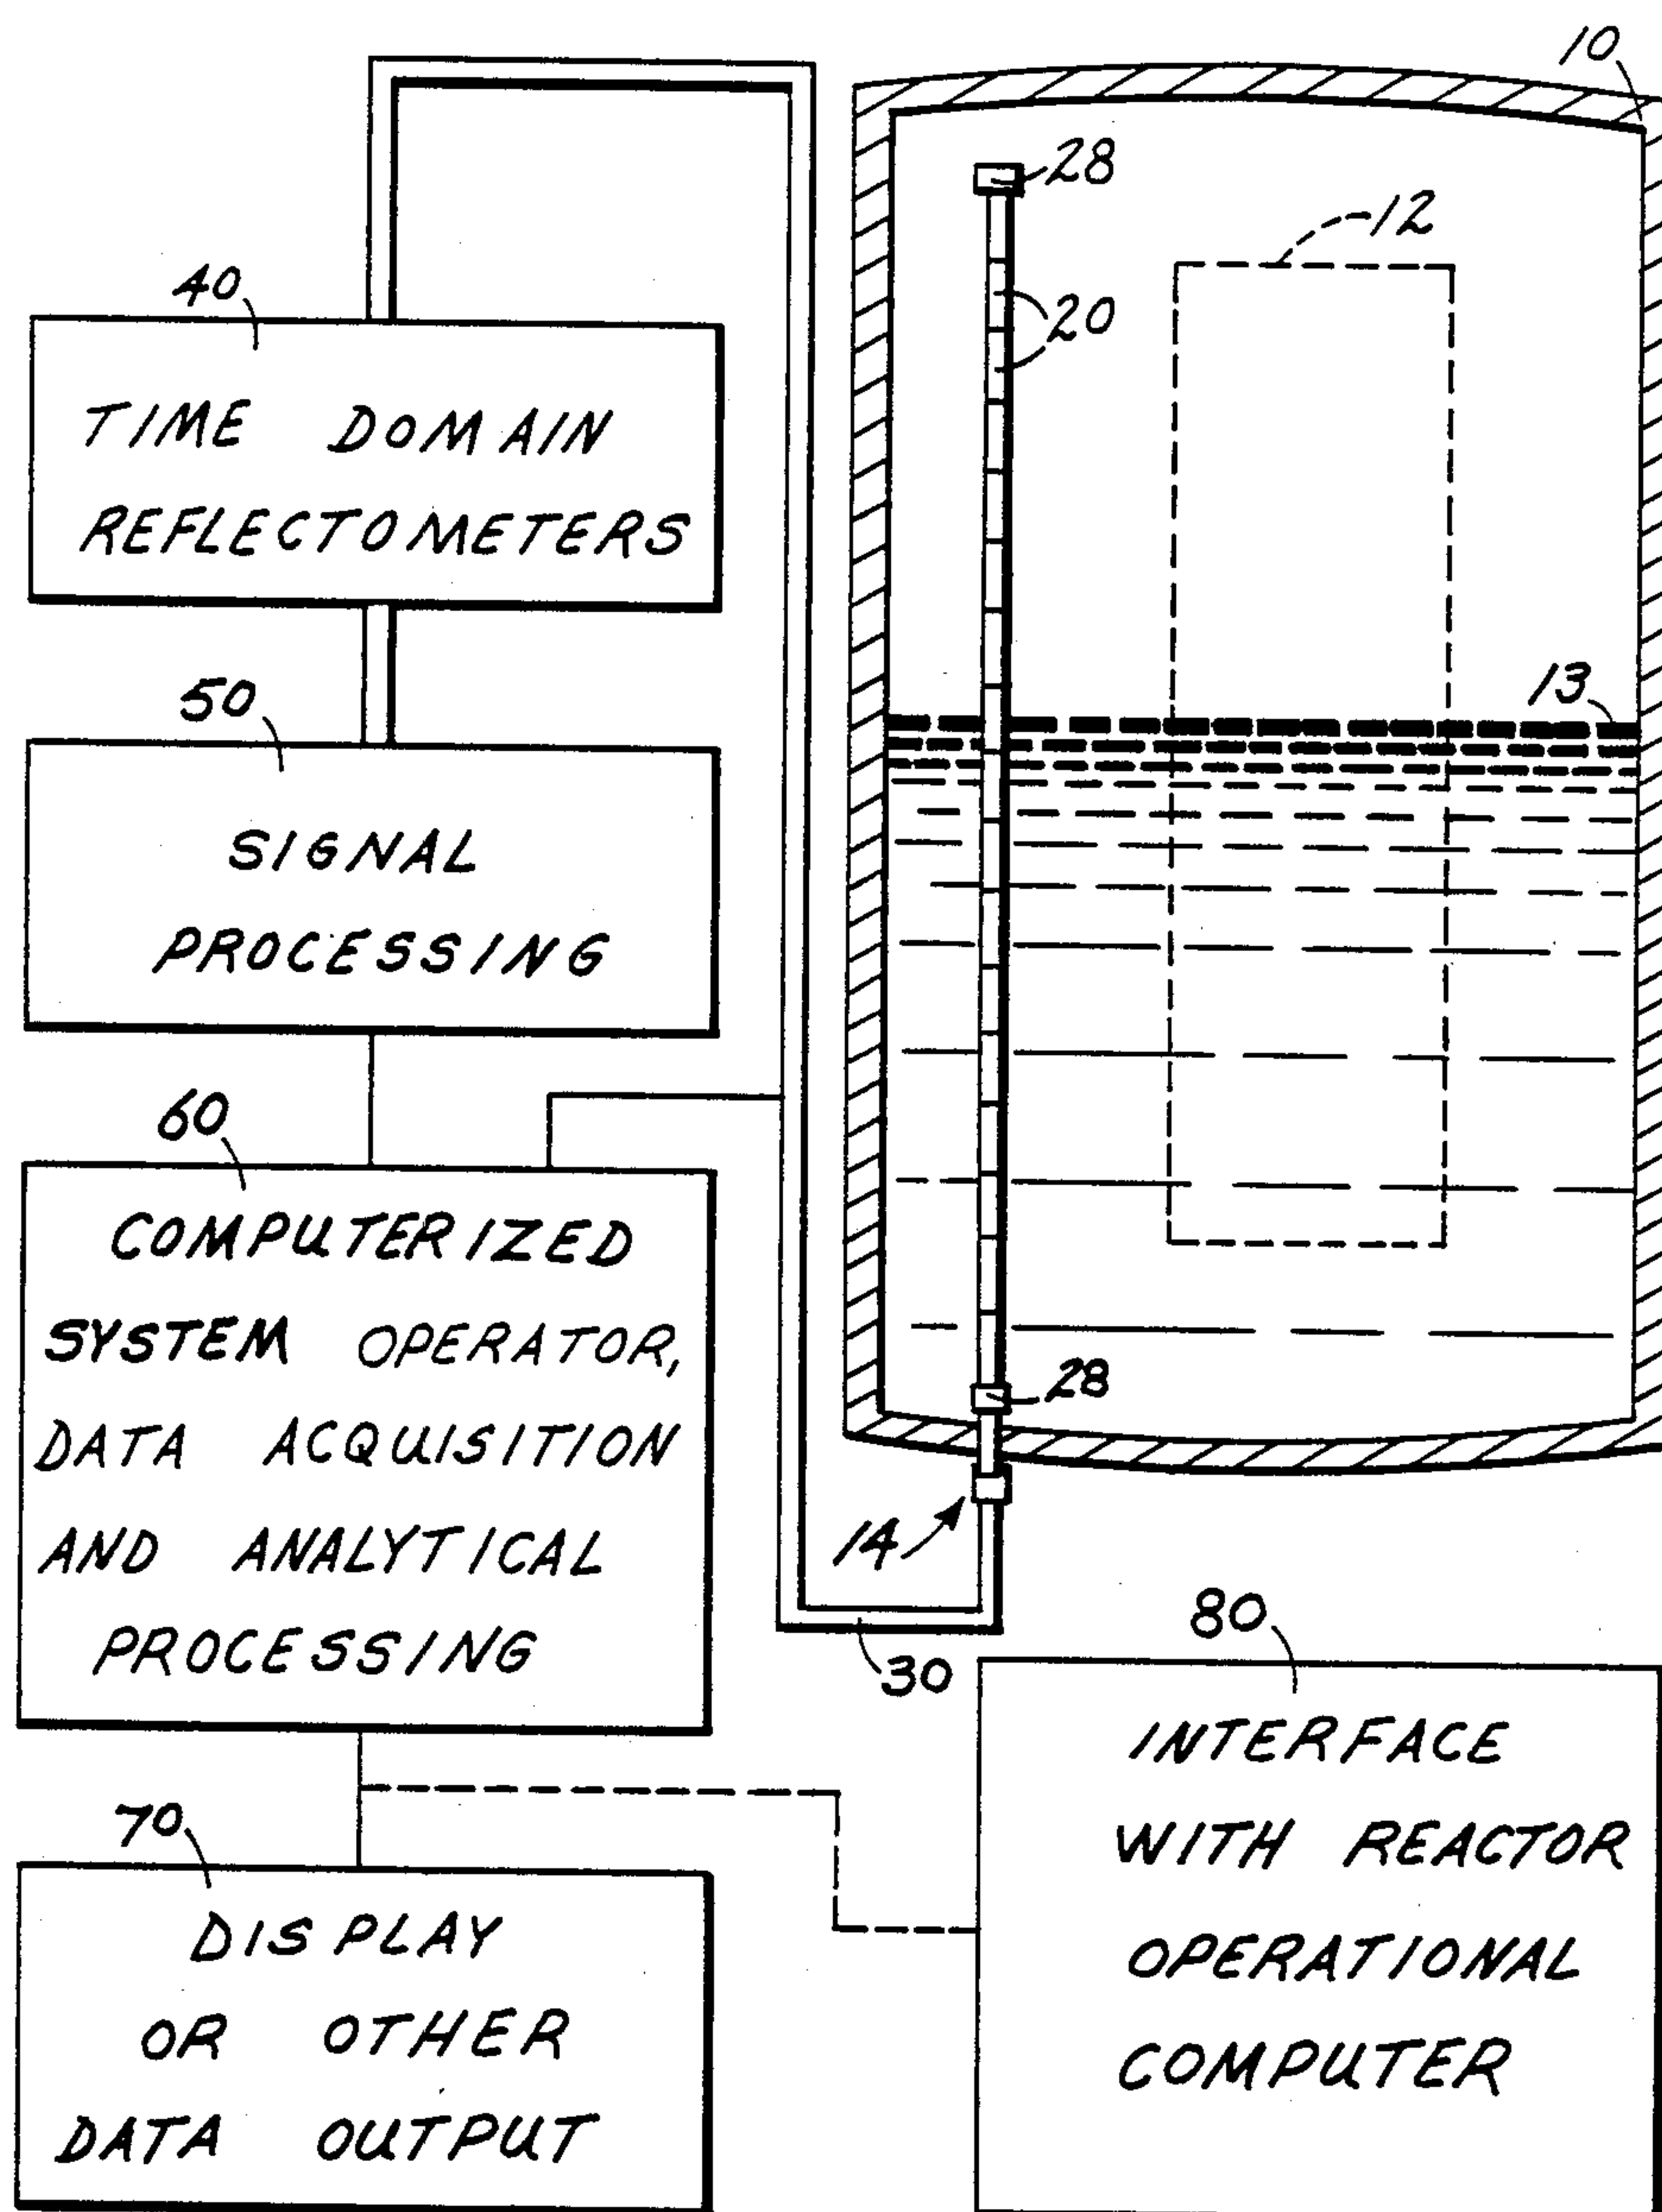 10
28
12
40
20
TIME DOMAIN
REFLECTOMETERS
13
50
SIGNAL
PROCESSING
60
COMPUTERIZED
SYSTEM OPERATOR,
DATA ACQUISITION
AND ANALYTICAL
PROCESSING
28
14
30
80
INTERFACE
WITH REACTOR
OPERATIONAL
COMPUTER
70
DISPLAY
OR OTHER
DATA OUTPUT